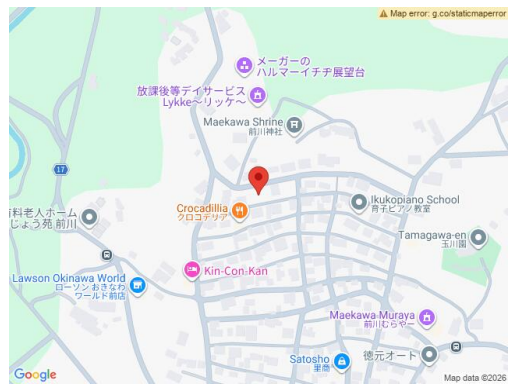 Map error: g.co/staticmaperror
メーガーの
ハルマーイチヂ展望台
放課後等デイサービス
Lykke〜リッケ〜
Maekawa Shrine
前川神社
17
Ikukopiano School
育子ピアノ教室
Crocadillia
クロコデリア
有料老人ホーム
じょう苑 前川
Tamagawa-en
玉川園
Kin-Con-Kan
Lawson Okinawa World
ローソン おきなわ
ワールド前店
Maekawa Muraya
前川むらやー
Satosho
里商
徳元オート
Google
Map data ©2026